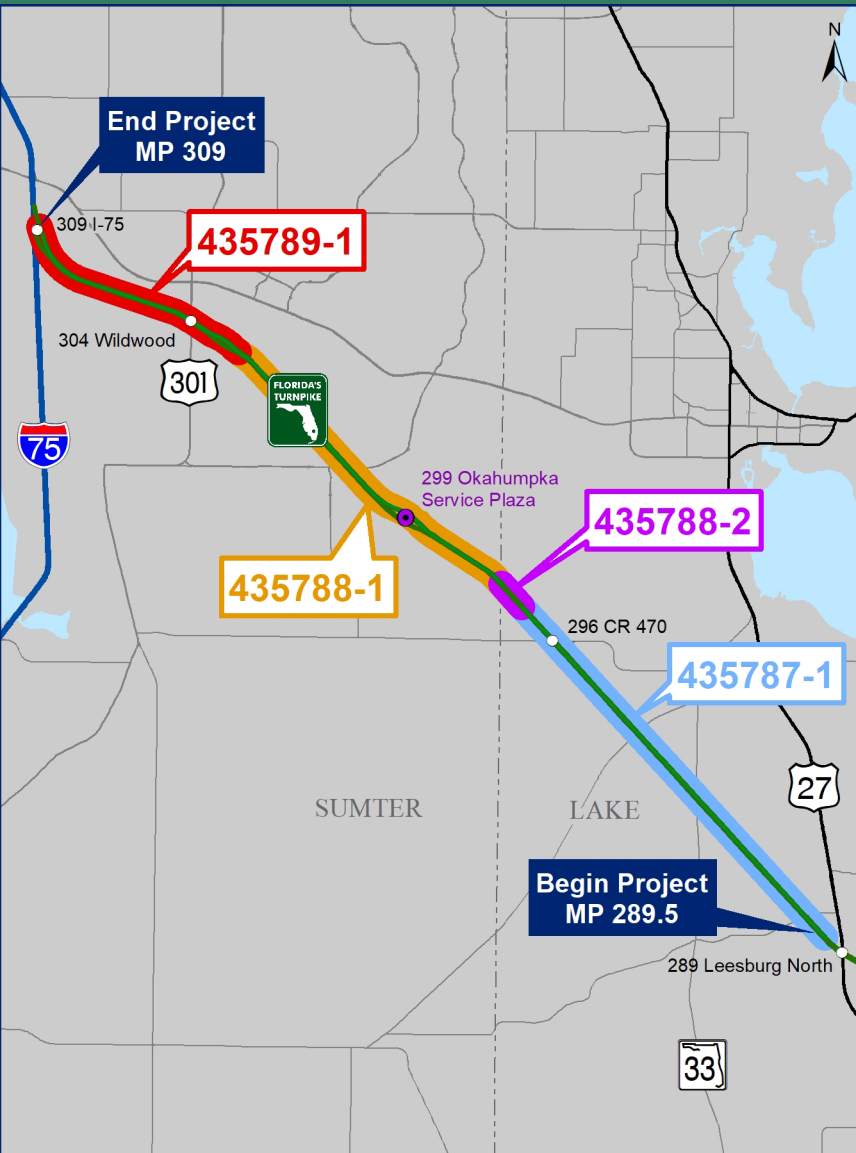 N
End Project
MP 309
309 I-75
435789-1
304 Wildwood
301
FLORIDA'S
TURNPIKE
75
299 Okahumpka
Service Plaza
435788-2
435788-1
296 CR 470
435787-1
27
SUMTER
LAKE
Begin Project
MP 289.5
289 Leesburg North
33